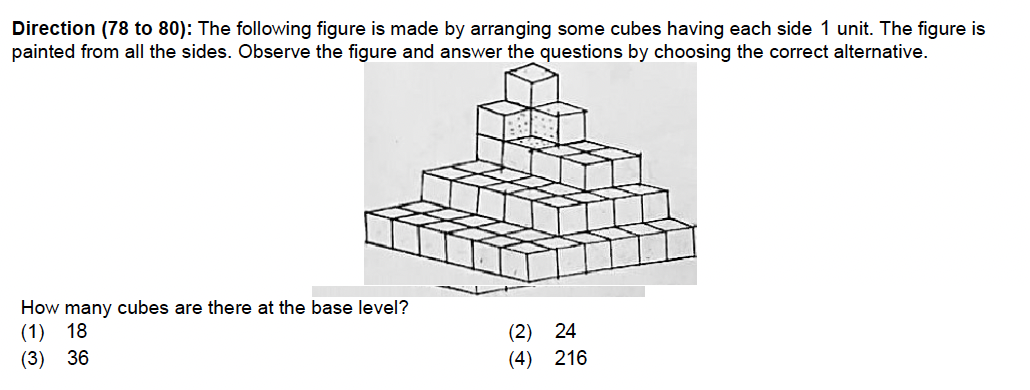 Direction (78 to 80): The following figure is made by arranging some cubes having each side 1 unit. The figure is
painted from all the sides. Observe the figure and answer the questions by choosing the correct alternative.
How many cubes are there at the base level?
(1) 18
(2) 24
(3) 36
(4) 216